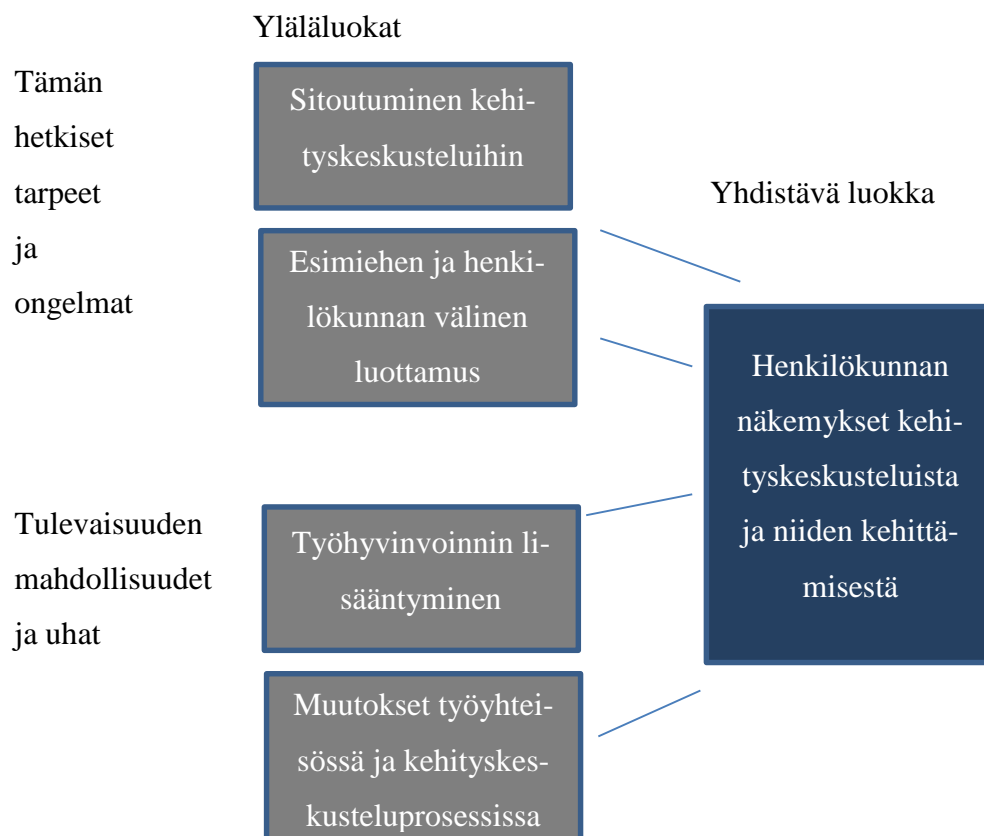 Yläläluokat
Tämän
hetkiset
tarpeet
ja
ongelmat
Sitoutuminen kehi-
tyskeskusteluihin
Esimiehen ja henki-
lökunnan välinen
luottamus
Tulevaisuuden
mahdollisuudet
ja uhat
Työhyvinvoinnin li-
sääntyminen
Muutokset työyhtei-
sössä ja kehityskes-
kusteluprosessissa
Yhdistävä luokka
Henkilökunnan
näkemykset kehi-
tyskeskusteluista
ja niiden kehittä-
misestä